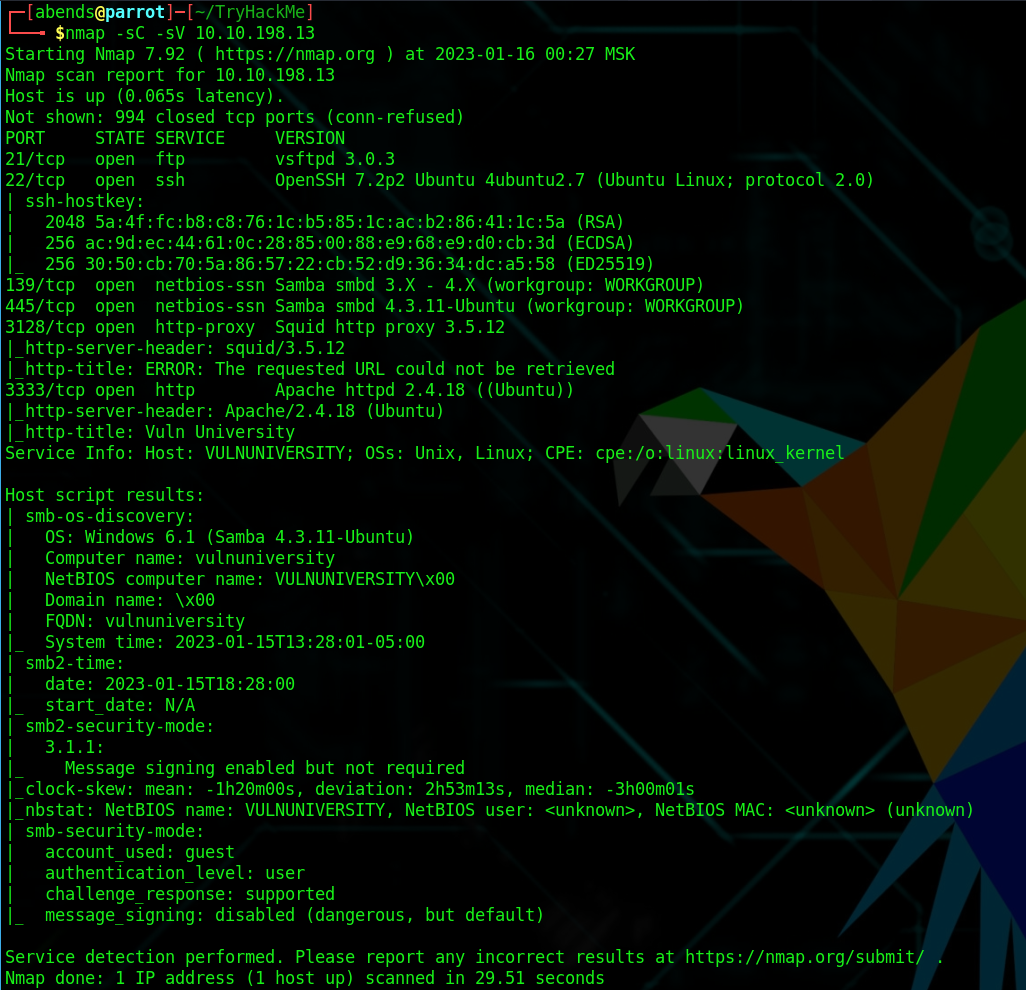 ┌─[abends@parrot]─[~/TryHackMe]
└──╼ $nmap -sC -sV 10.10.198.13
Starting Nmap 7.92 ( https://nmap.org ) at 2023-01-16 00:27 MSK
Nmap scan report for 10.10.198.13
Host is up (0.065s latency).
Not shown: 994 closed tcp ports (conn-refused)
PORT     STATE SERVICE     VERSION
21/tcp   open  ftp         vsftpd 3.0.3
22/tcp   open  ssh         OpenSSH 7.2p2 Ubuntu 4ubuntu2.7 (Ubuntu Linux; protocol 2.0)
| ssh-hostkey:
|   2048 5a:4f:fc:b8:c8:76:1c:b5:85:1c:ac:b2:86:41:1c:5a (RSA)
|   256 ac:9d:ec:44:61:0c:28:85:00:88:e9:68:e9:d0:cb:3d (ECDSA)
|_  256 30:50:cb:70:5a:86:57:22:cb:52:d9:36:34:dc:a5:58 (ED25519)
139/tcp  open  netbios-ssn Samba smbd 3.X - 4.X (workgroup: WORKGROUP)
445/tcp  open  netbios-ssn Samba smbd 4.3.11-Ubuntu (workgroup: WORKGROUP)
3128/tcp open  http-proxy  Squid http proxy 3.5.12
|_http-server-header: squid/3.5.12
|_http-title: ERROR: The requested URL could not be retrieved
3333/tcp open  http        Apache httpd 2.4.18 ((Ubuntu))
|_http-server-header: Apache/2.4.18 (Ubuntu)
|_http-title: Vuln University
Service Info: Host: VULNUNIVERSITY; OSs: Unix, Linux; CPE: cpe:/o:linux:linux_kernel

Host script results:
| smb-os-discovery:
|   OS: Windows 6.1 (Samba 4.3.11-Ubuntu)
|   Computer name: vulnuniversity
|   NetBIOS computer name: VULNUNIVERSITY\x00
|   Domain name: \x00
|   FQDN: vulnuniversity
|_  System time: 2023-01-15T13:28:01-05:00
| smb2-time:
|   date: 2023-01-15T18:28:00
|_  start_date: N/A
| smb2-security-mode:
|   3.1.1:
|_    Message signing enabled but not required
|_clock-skew: mean: -1h20m00s, deviation: 2h53m13s, median: -3h00m01s
|_nbstat: NetBIOS name: VULNUNIVERSITY, NetBIOS user: <unknown>, NetBIOS MAC: <unknown> (unknown)
| smb-security-mode:
|   account_used: guest
|   authentication_level: user
|   challenge_response: supported
|_  message_signing: disabled (dangerous, but default)

Service detection performed. Please report any incorrect results at https://nmap.org/submit/ .
Nmap done: 1 IP address (1 host up) scanned in 29.51 seconds